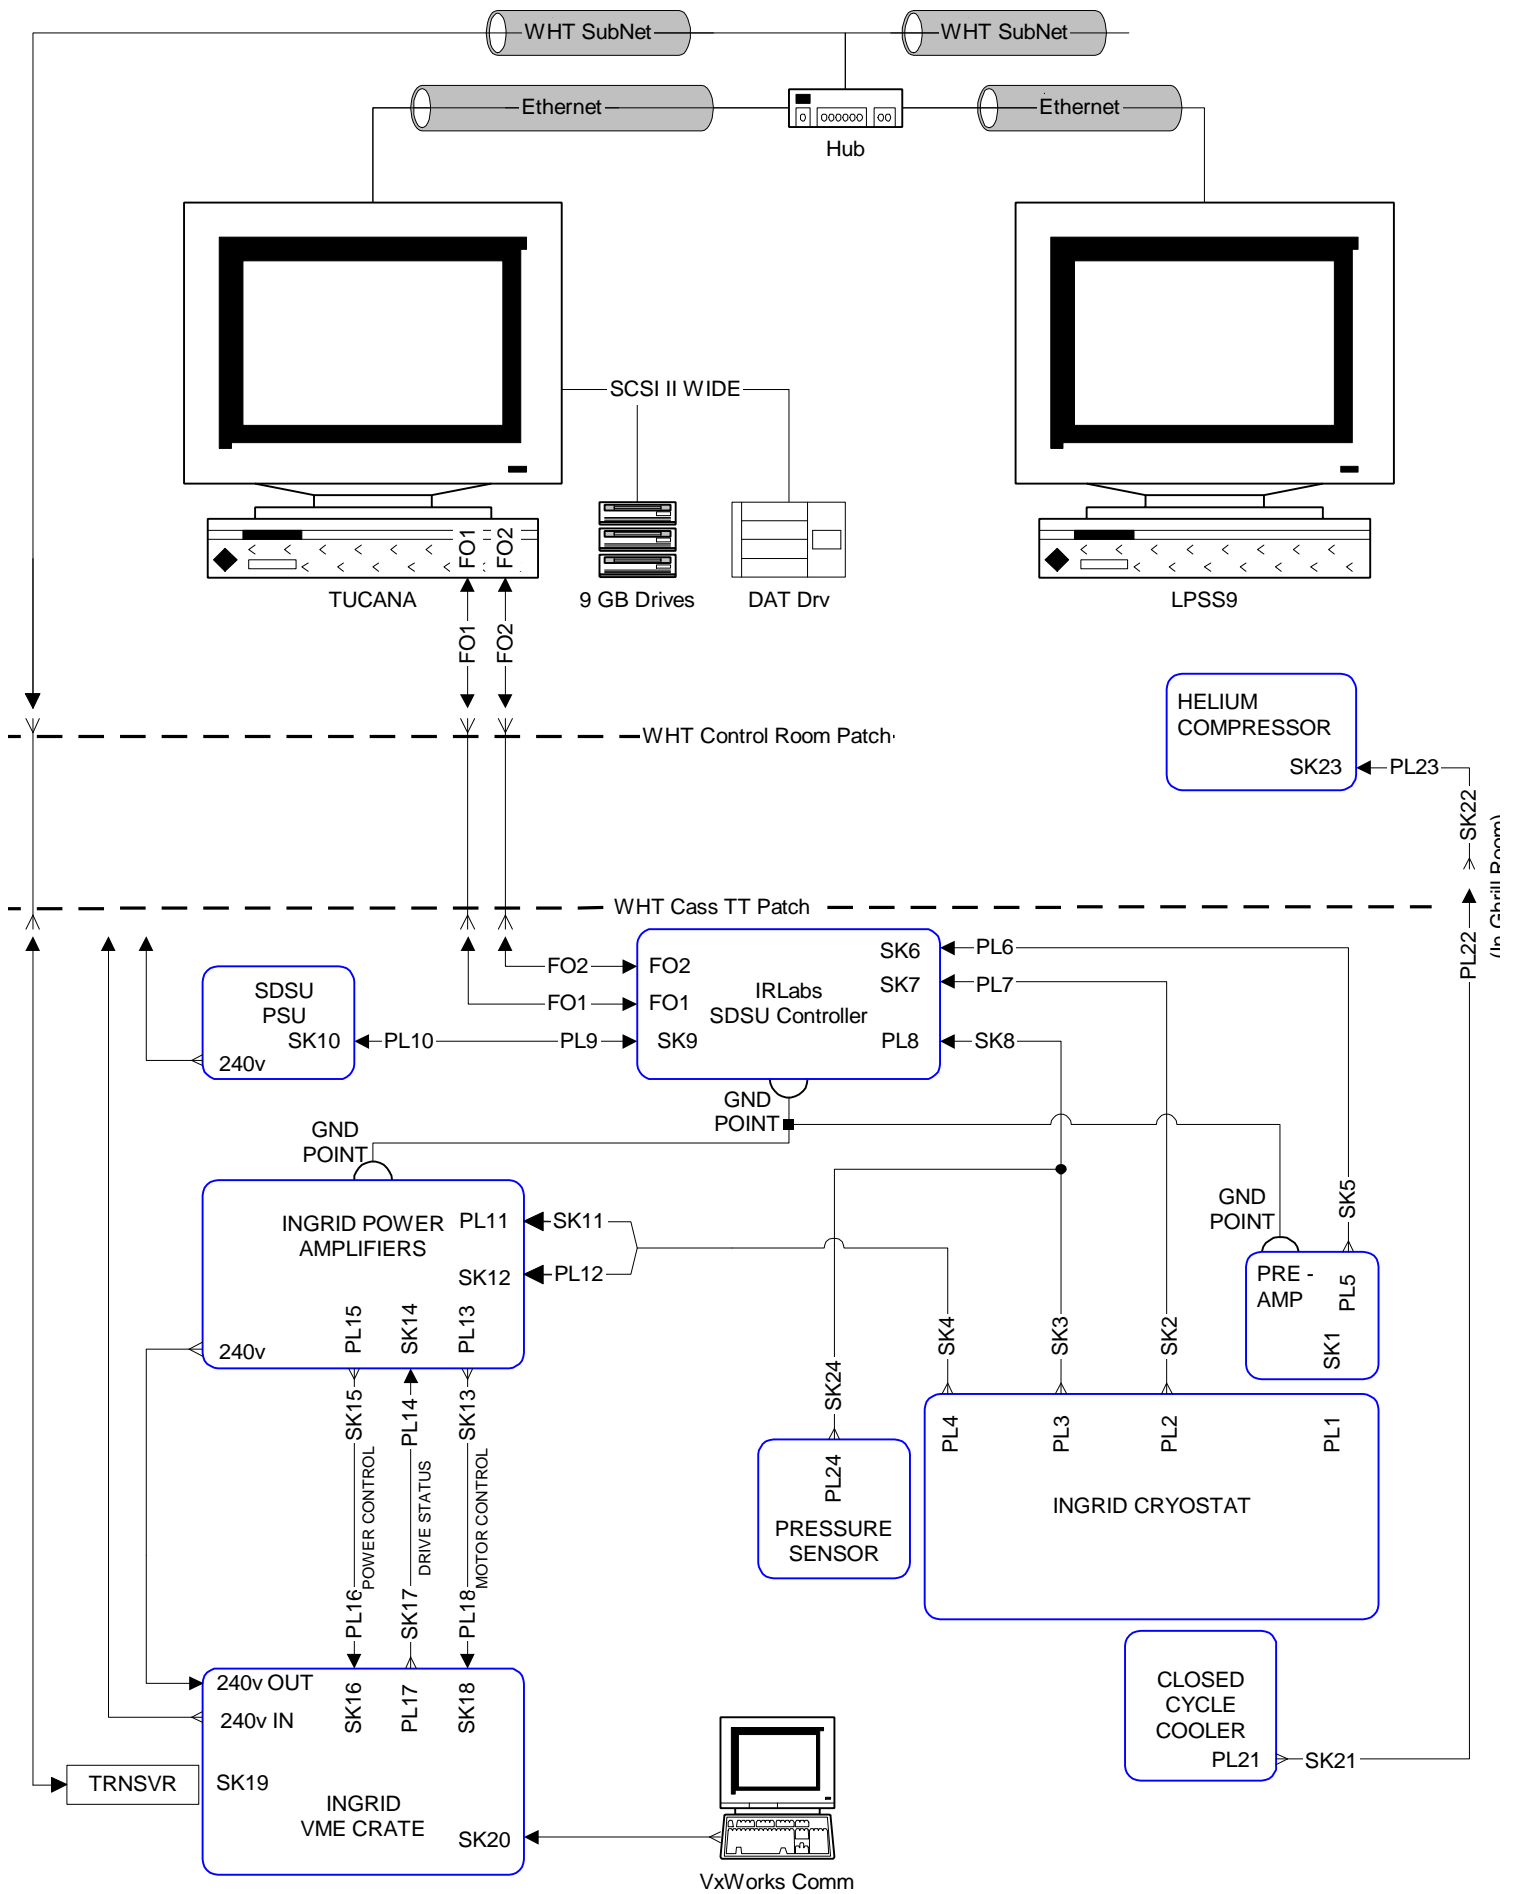 WHT SubNet
WHT SubNet
Ethernet
Ethernet
Hub
SCSI II WIDE
FO1
FO2
TUCANA
9 GB Drives
DAT Drv
LPSS9
FO1
FO2
HELIUM
COMPRESSOR
SK23
PL23
WHT Control Room Patch
SK22
(In Ghrill Room)
PL22
WHT Cass TT Patch
SDSU
PSU
SK10
240v
PL10
PL9
FO2
FO1
FO2
FO1
SK9
IRLabs
SDSU Controller
SK6
SK7
PL8
PL6
PL7
SK8
GND
POINT
GND
POINT
INGRID POWER
AMPLIFIERS
PL11
SK12
SK11
PL12
PL15
SK14
PL13
240v
GND
POINT
SK5
PRE -
AMP
PL5
SK1
SK4
SK3
SK2
SK24
SK15
PL14
SK13
POWER CONTROL
DRIVE STATUS
MOTOR CONTROL
PL16
SK17
PL18
PL24
PRESSURE
SENSOR
PL4
PL3
PL2
PL1
INGRID CRYOSTAT
240v OUT
240v IN
SK16
PL17
SK18
TRNSVR
SK19
INGRID
VME CRATE
SK20
VxWorks Comm
CLOSED
CYCLE
COOLER
PL21
SK21